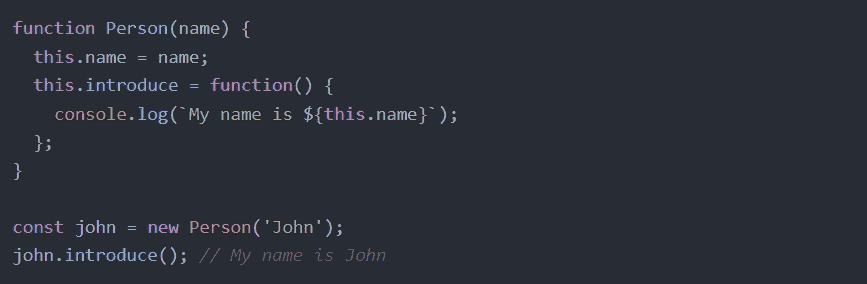 function Person(name) {
  this.name = name;
  this.introduce = function() {
    console.log(`My name is ${this.name}`);
  };
}

const john = new Person('John');
john.introduce(); // My name is John